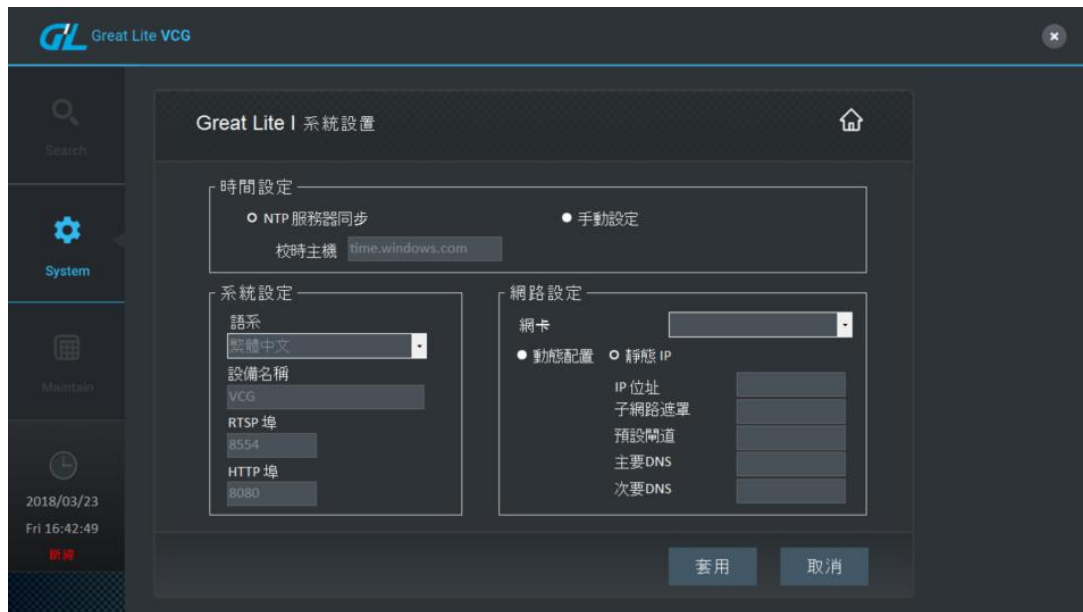 GL Great Lite VCG
Search
System
Maintain
2018/03/23
Fri 16:42:49
斷線
Great Lite I 系統設置
時間設定
NTP 服務器同步
手動設定
校時主機 time.windows.com
系統設定
語系
繁體中文
設備名稱
VCG
RTSP 埠
8554
HTTP 埠
8080
網路設定
網卡
動態配置 靜態 IP
IP 位址
子網路遮罩
預設閘道
主要DNS
次要DNS
套用 取消